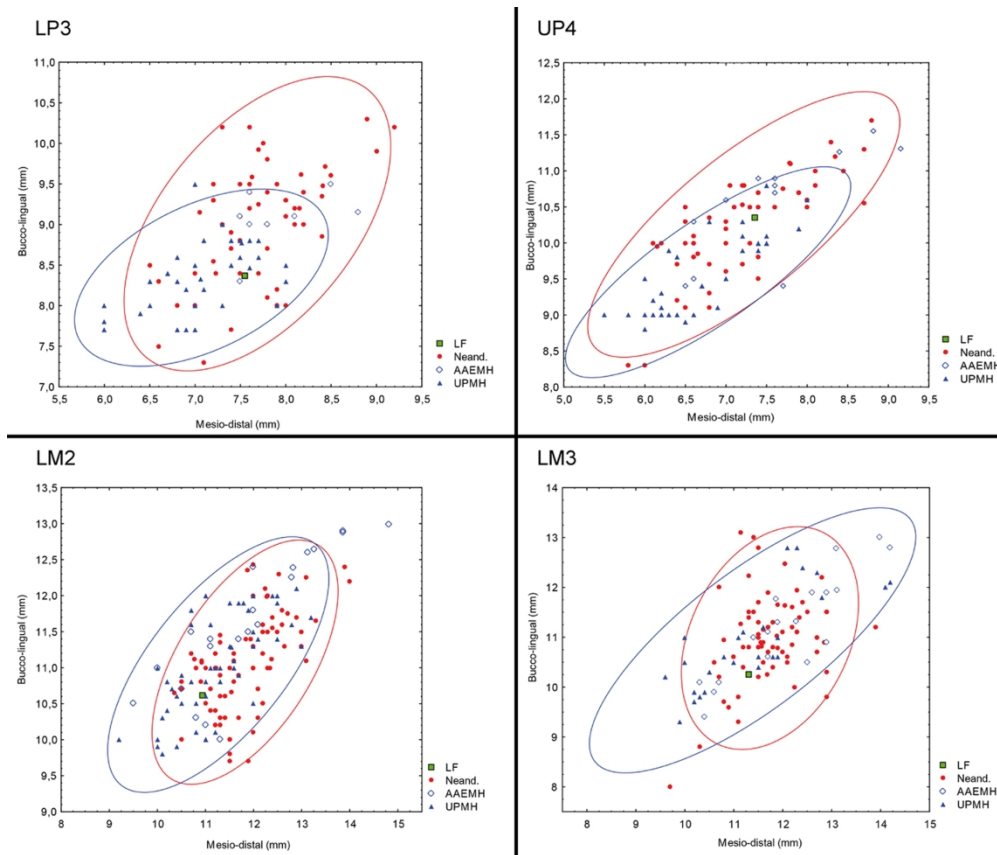 LP3
11,0
10,5
10,0
9,5
9,0
8,5
8,0
7,5
7,0
Bucco-lingual (mm)
5,5 6,0 6,5 7,0 7,5 8,0 8,5 9,0 9,5
Mesio-distal (mm)
LF
Neand.
AAEMH
UPMH
UP4
12,5
12,0
11,5
11,0
10,5
10,0
9,5
9,0
8,5
8,0
Bucco-lingual (mm)
5,0 5,5 6,0 6,5 7,0 7,5 8,0 8,5 9,0 9,5
Mesio-distal (mm)
LF
Neand.
AAEMH
UPMH
LM2
13,5
13,0
12,5
12,0
11,5
11,0
10,5
10,0
9,5
9,0
Bucco-lingual (mm)
8 9 10 11 12 13 14 15
Mesio-distal (mm)
LF
Neand.
AAEMH
UPMH
LM3
14
13
12
11
10
9
8
Bucco-lingual (mm)
8 9 10 11 12 13 14 15
Mesio-distal (mm)
LF
Neand.
AAEMH
UPMH